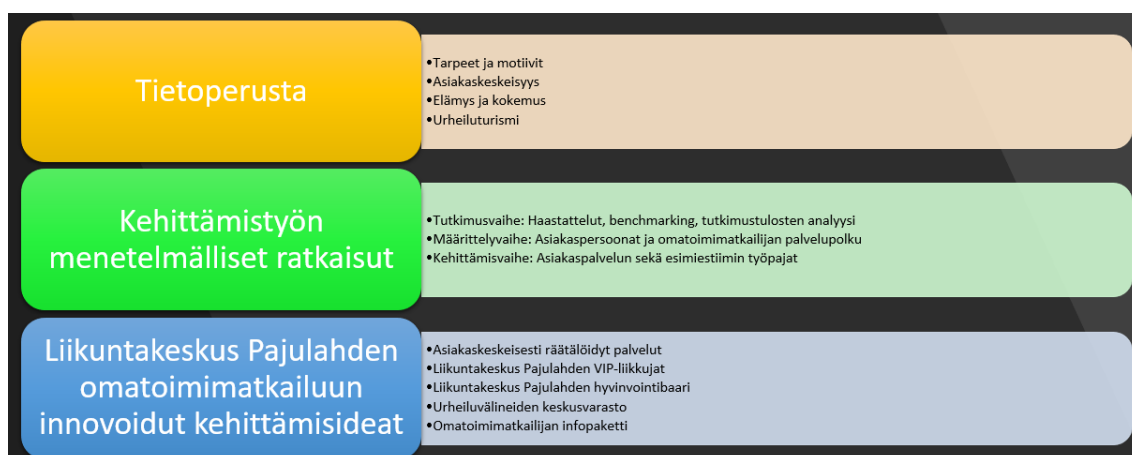 Tietoperusta
•Tarpeet ja motiivit
•Asiakaskeskeisyys
•Elämys ja kokemus
•Urheiluturismi
Kehittämistyön
menetelmälliset ratkaisut
•Tutkimusvaihe: Haastattelut, benchmarking, tutkimustulosten analyysi
•Määrittelyvaihe: Asiakaspersoonat ja omatoimimatkailijan palvelupolku
•Kehittämisvaihe: Asiakaspalvelun sekä esimiestiimin työpajat
Liikuntakeskus Pajulahden
omatoimimatkailuun
innovoidut kehittämisideat
•Asiakaskeskeisesti räätälöidyt palvelut
•Liikuntakeskus Pajulahden VIP-liikkujat
•Liikuntakeskus Pajulahden hyvinvointibaari
•Urheiluvälineiden keskusvarasto
•Omatoimimatkailijan infopaketti